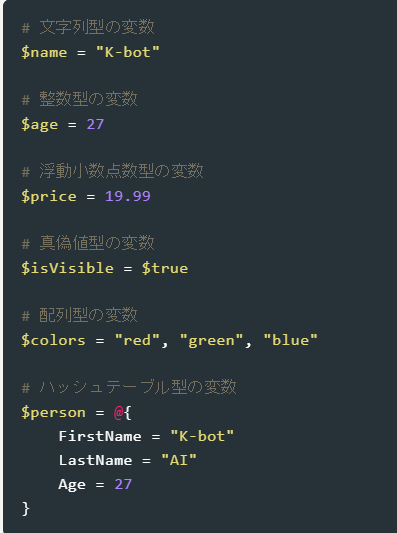 # 文字列型の変数
$name = "K-bot"
# 整数型の変数
$age = 27
# 浮動小数点数型の変数
$price = 19.99
# 真偽値型の変数
$isVisible = $true
# 配列型の変数
$colors = "red", "green", "blue"
# ハッシュテーブル型の変数
$person = @{
    FirstName = "K-bot"
    LastName = "AI"
    Age = 27
}